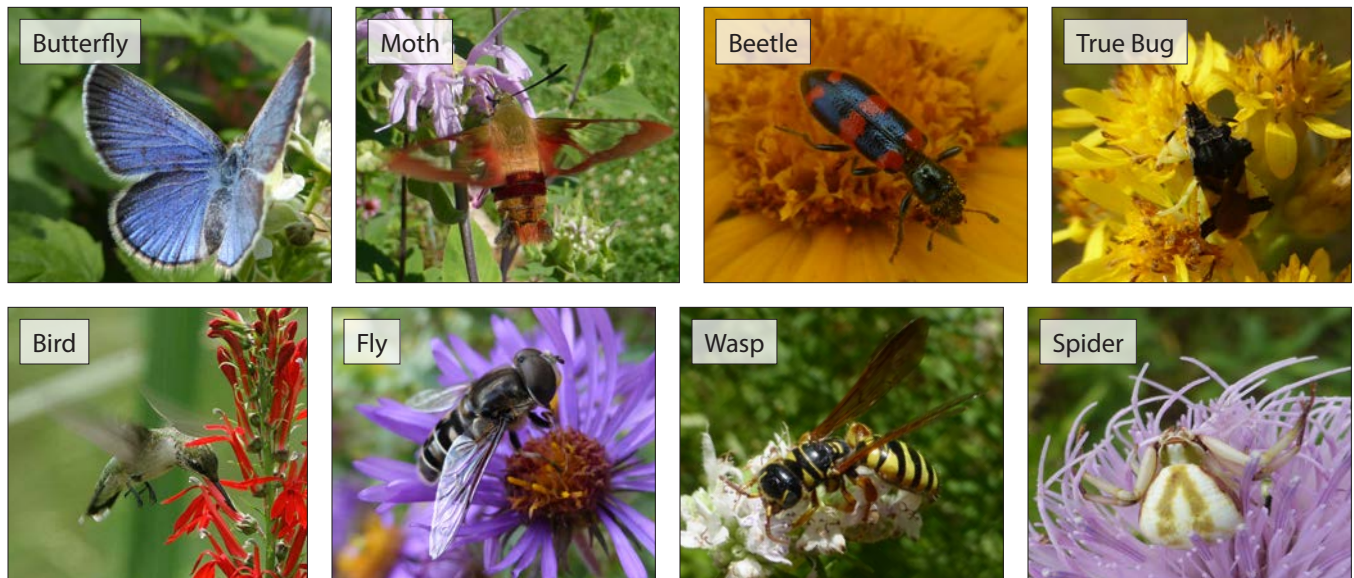 Butterfly
Moth
Beetle
True Bug
Bird
Fly
Wasp
Spider